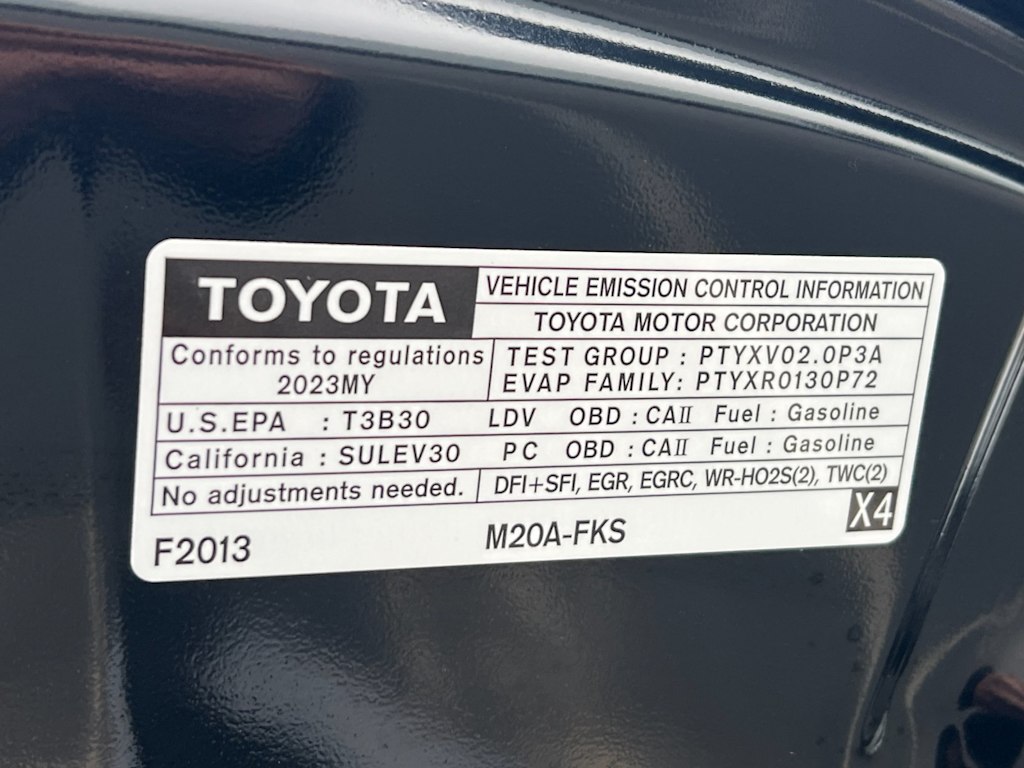 TOYOTA
VEHICLE EMISSION CONTROL INFORMATION
TOYOTA MOTOR CORPORATION
Conforms to regulations
2023MY
TEST GROUP : PTYXV02.0P3A
EVAP FAMILY: PTYXR0130P72
U.S.EPA : T3B30 LDV OBD : CAII Fuel : Gasoline
California : SULEV30 PC OBD : CAII Fuel : Gasoline
No adjustments needed. DFI+SFI, EGR, EGRC, WR-HO2S(2), TWC(2)
F2013 M20A-FKS X4